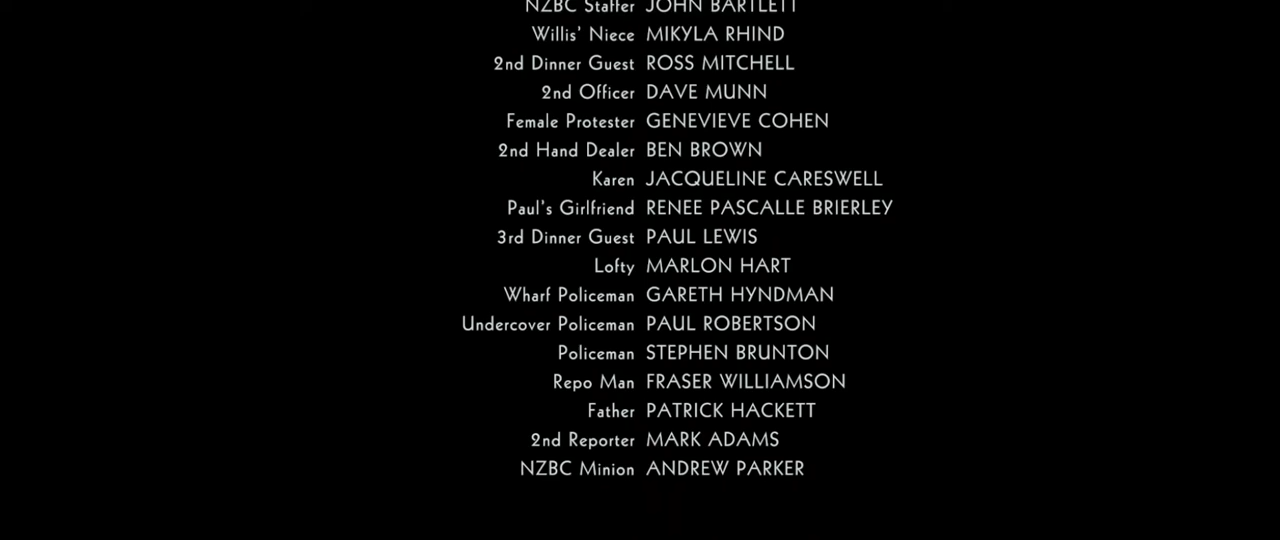 NZBC Staffer JOHN BARTLETT
Willis' Niece MIKYLA RHIND
2nd Dinner Guest ROSS MITCHELL
2nd Officer DAVE MUNN
Female Protester GENEVIEVE COHEN
2nd Hand Dealer BEN BROWN
Karen JACQUELINE CARESWELL
Paul's Girlfriend RENEE PASCALLE BRIERLEY
3rd Dinner Guest PAUL LEWIS
Lofty MARLON HART
Wharf Policeman GARETH HYNDMAN
Undercover Policeman PAUL ROBERTSON
Policeman STEPHEN BRUNTON
Repo Man FRASER WILLIAMSON
Father PATRICK HACKETT
2nd Reporter MARK ADAMS
NZBC Minion ANDREW PARKER